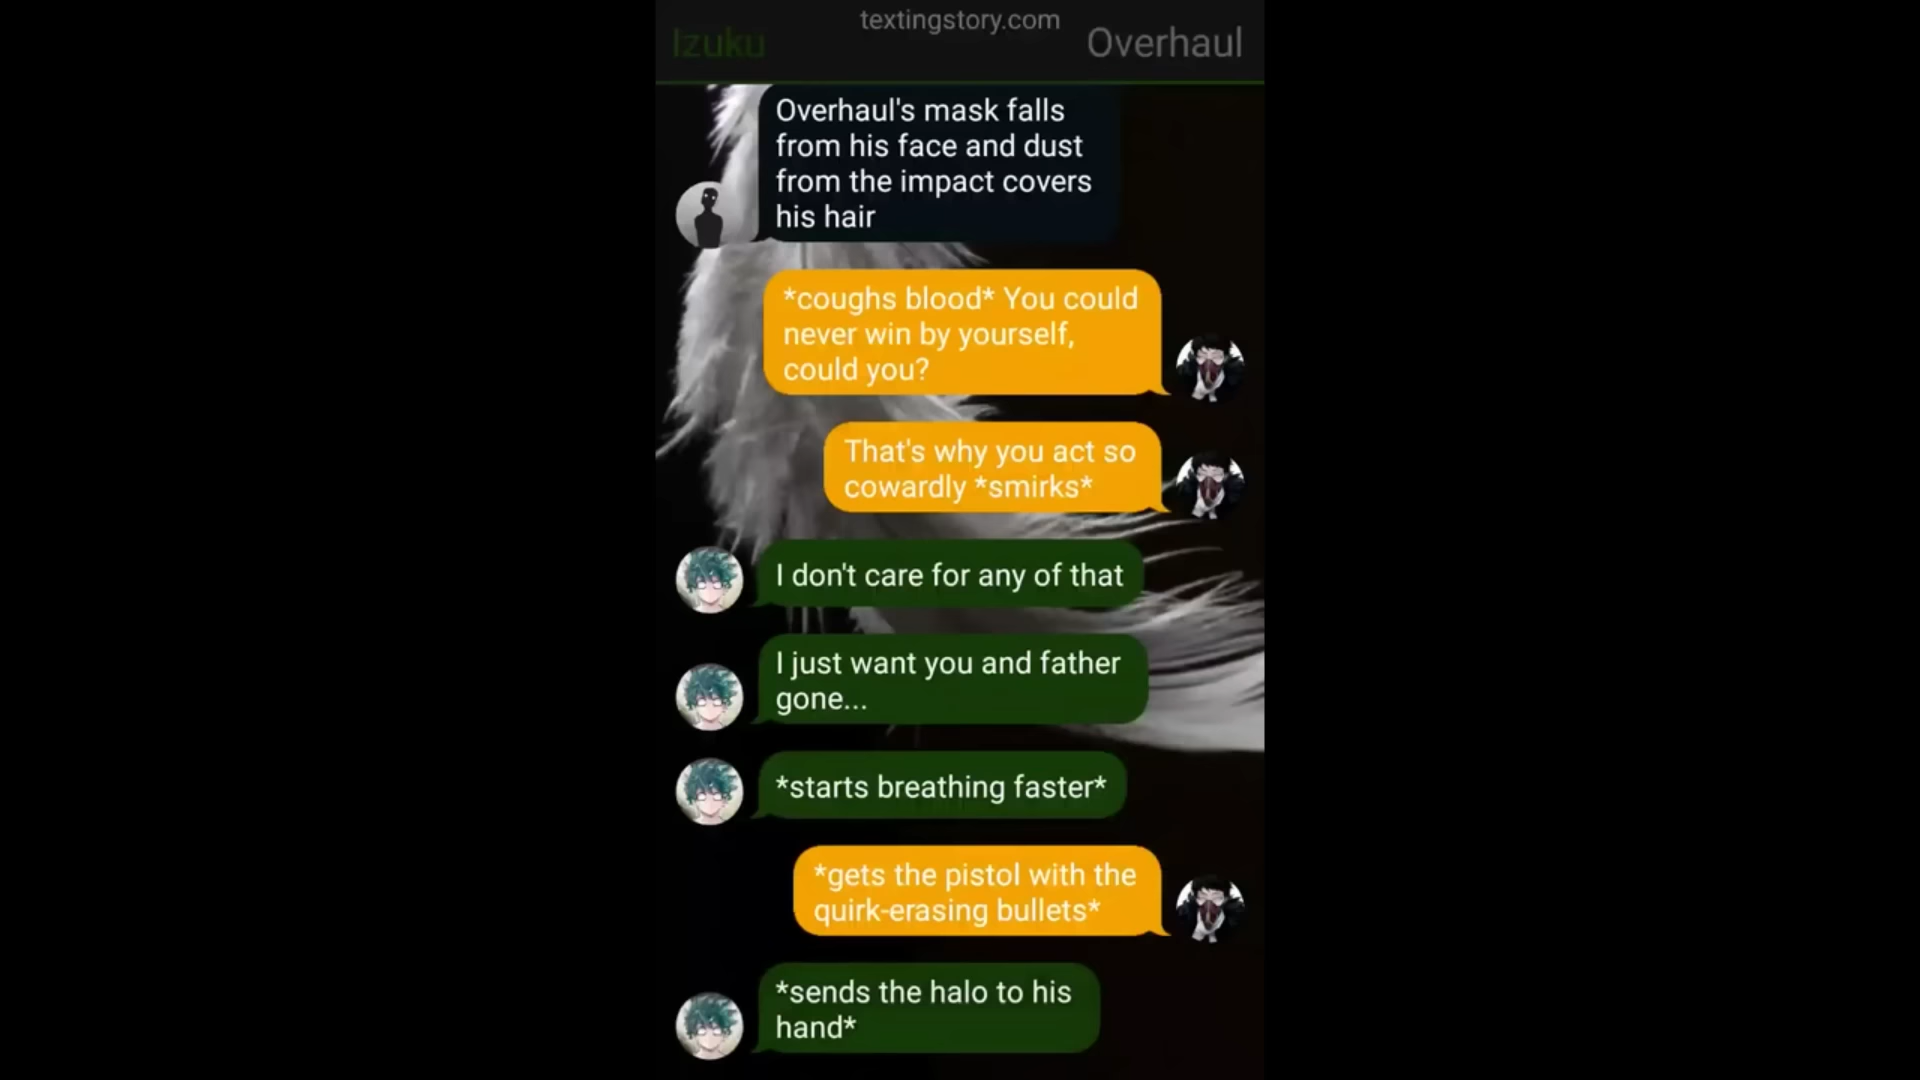 textingstory.com
Izuku
Overhaul
Overhaul's mask falls
from his face and dust
from the impact covers
his hair
*coughs blood* You could
never win by yourself,
could you?
That's why you act so
cowardly *smirks*
I don't care for any of that
I just want you and father
gone...
*starts breathing faster*
*gets the pistol with the
quirk-erasing bullets*
*sends the halo to his
hand*